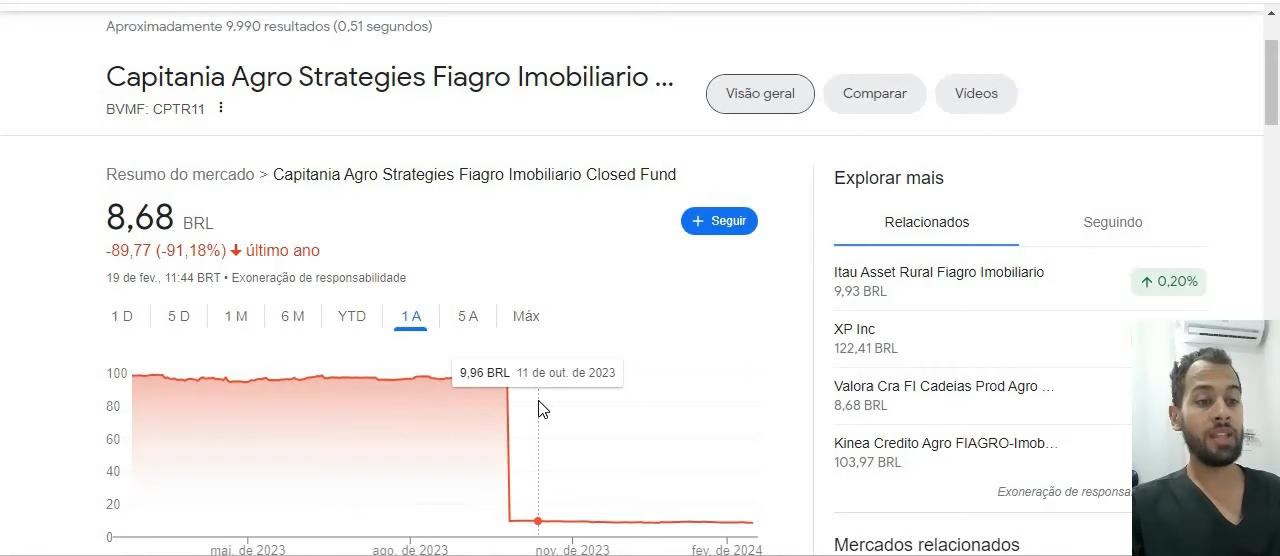 Aproximadamente 9.990 resultados (0,51 segundos)
Capitania Agro Strategies Fiagro Imobiliario ...
BVMF: CPTR11
Visão geral
Comparar
Vídeos
Resumo do mercado > Capitania Agro Strategies Fiagro Imobiliario Closed Fund
8,68 BRL
+ Seguir
-89,77 (-91,18%) ↓ último ano
19 de fev., 11:44 BRT • Exoneração de responsabilidade
1 D
5 D
1 M
6 M
YTD
1 A
5 A
Máx
9,96 BRL 11 de out. de 2023
100
80
60
40
20
0
mai. de 2023
ago. de 2023
nov. de 2023
fev. de 2024
Explorar mais
Relacionados
Seguindo
Itau Asset Rural Fiagro Imobiliario
9,93 BRL
↑ 0,20%
XP Inc
122,41 BRL
Valora Cra FI Cadeias Prod Agro ...
8,68 BRL
Kinea Credito Agro FIAGRO-Imob...
103,97 BRL
Exoneração de responsa
Mercados relacionados